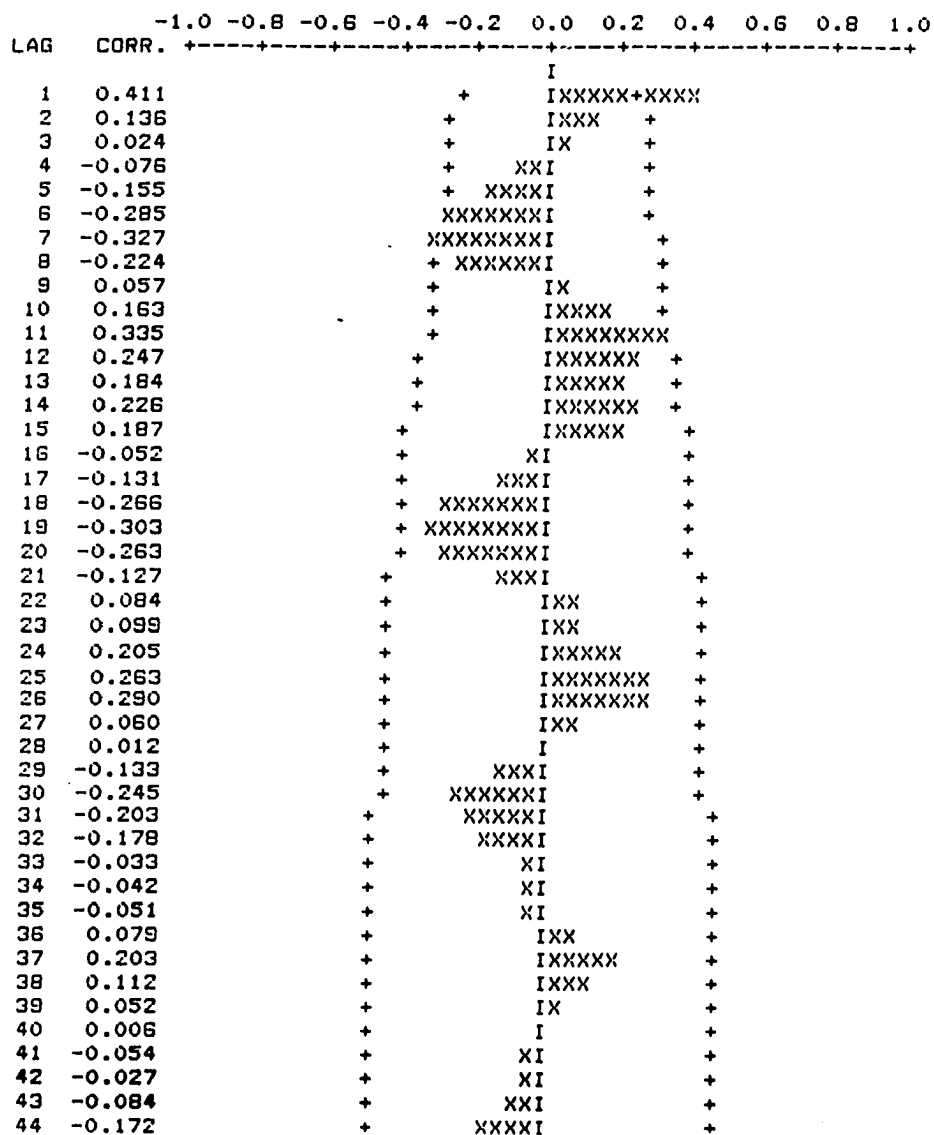 -1.0 -0.8 -0.6 -0.4 -0.2 0.0 0.2 0.4 0.6 0.8 1.0
LAG CORR. +----+----+----+----+----+----+----+----+----+----+
I
1 0.411 + IXXXXX+XXXX
2 0.136 + IXXX +
3 0.024 + IX +
4 -0.076 + XXI +
5 -0.155 + XXXXI +
6 -0.285 XXXXXXXI +
7 -0.327 XXXXXXXXI +
8 -0.224 + XXXXXXI +
9 0.057 + IX +
10 0.163 + IXXXX +
11 0.335 + IXXXXXXXX
12 0.247 + IXXXXXX +
13 0.184 + IXXXXX +
14 0.226 + IXXXXXX +
15 0.187 + IXXXXX +
16 -0.052 + XI +
17 -0.131 + XXXI +
18 -0.266 + XXXXXXXI +
19 -0.303 + XXXXXXXXI +
20 -0.263 + XXXXXXXI +
21 -0.127 + XXXI +
22 0.084 + IXX +
23 0.099 + IXX +
24 0.205 + IXXXXX +
25 0.263 + IXXXXXXX +
26 0.290 + IXXXXXXX +
27 0.060 + IXX +
28 0.012 + I +
29 -0.133 + XXXI +
30 -0.245 + XXXXXXI +
31 -0.203 + XXXXXI +
32 -0.178 + XXXXI +
33 -0.033 + XI +
34 -0.042 + XI +
35 -0.051 + XI +
36 0.079 + IXX +
37 0.203 + IXXXXX +
38 0.112 + IXXX +
39 0.052 + IX +
40 0.006 + I +
41 -0.054 + XI +
42 -0.027 + XI +
43 -0.084 + XXI +
44 -0.172 + XXXXI +